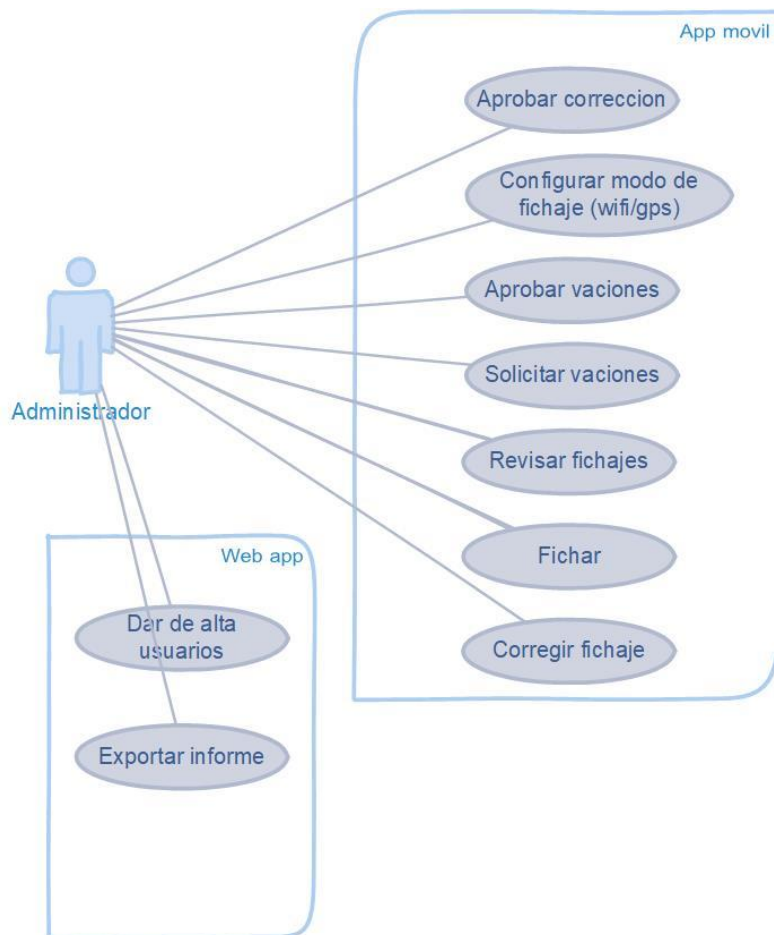 App movil
Aprobar correccion
Configurar modo de
fichaje (wifi/gps)
Aprobar vaciones
Solicitar vaciones
Revisar fichajes
Fichar
Corregir fichaje
Administrador
Web app
Dar de alta
usuarios
Exportar informe